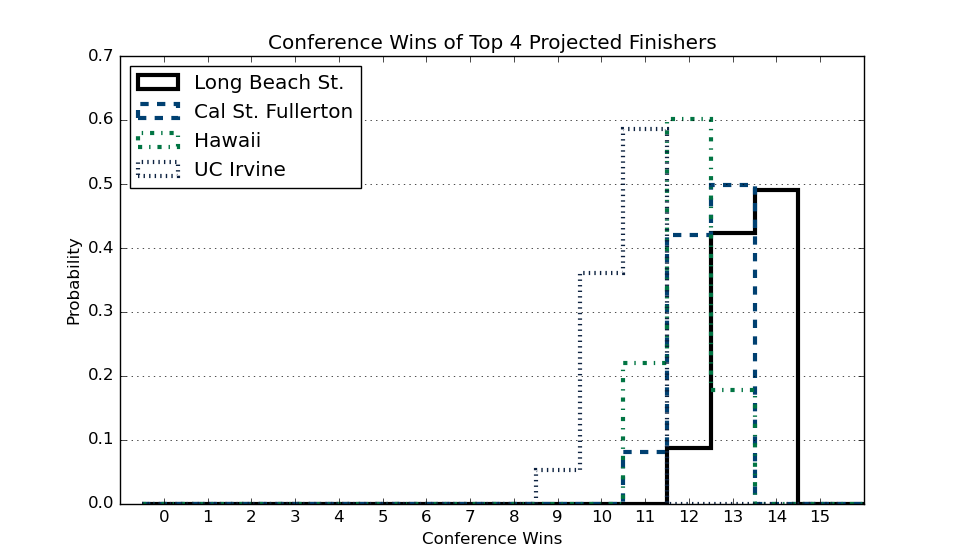 Conference Wins of Top 4 Projected Finishers
0.7
0.6
0.5
0.4
0.3
0.2
0.1
0.0
Probability
Long Beach St.
Cal St. Fullerton
Hawaii
UC Irvine
0 1 2 3 4 5 6 7 8 9 10 11 12 13 14 15
Conference Wins